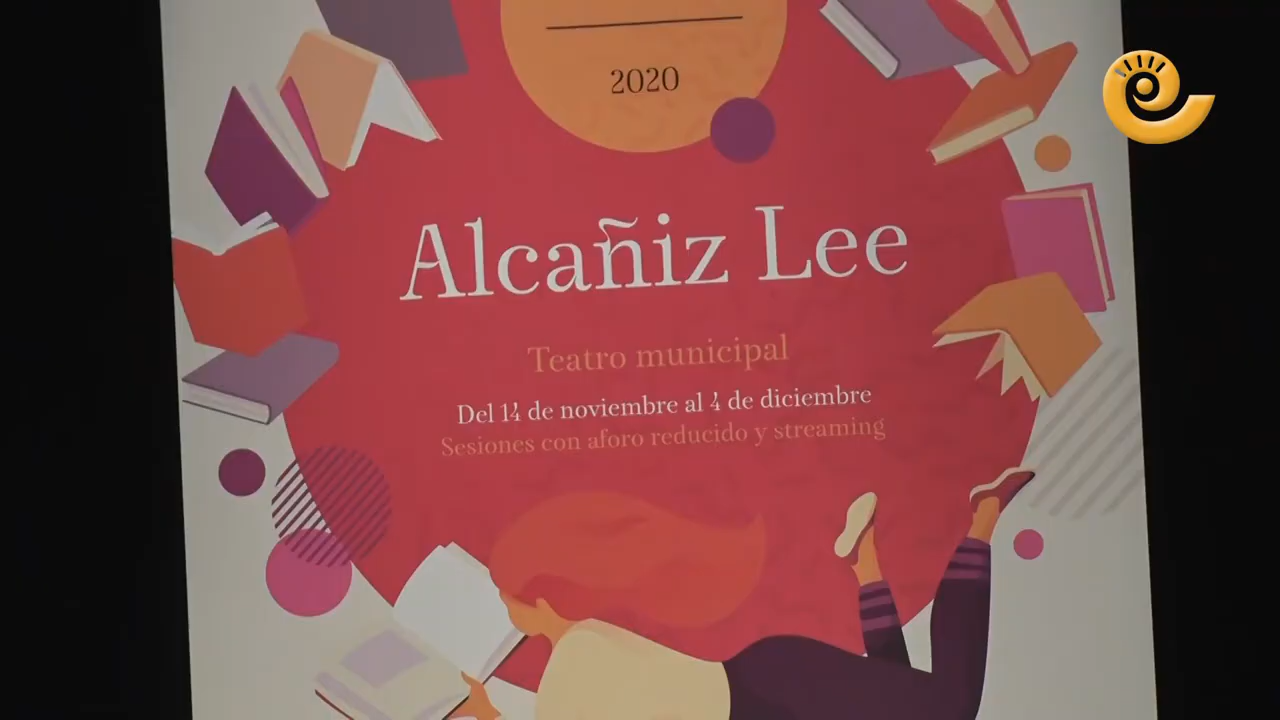 2020
Alcañiz Lee
Teatro municipal
Del 14 de noviembre al 4 de diciembre
Sesiones con aforo reducido y streaming